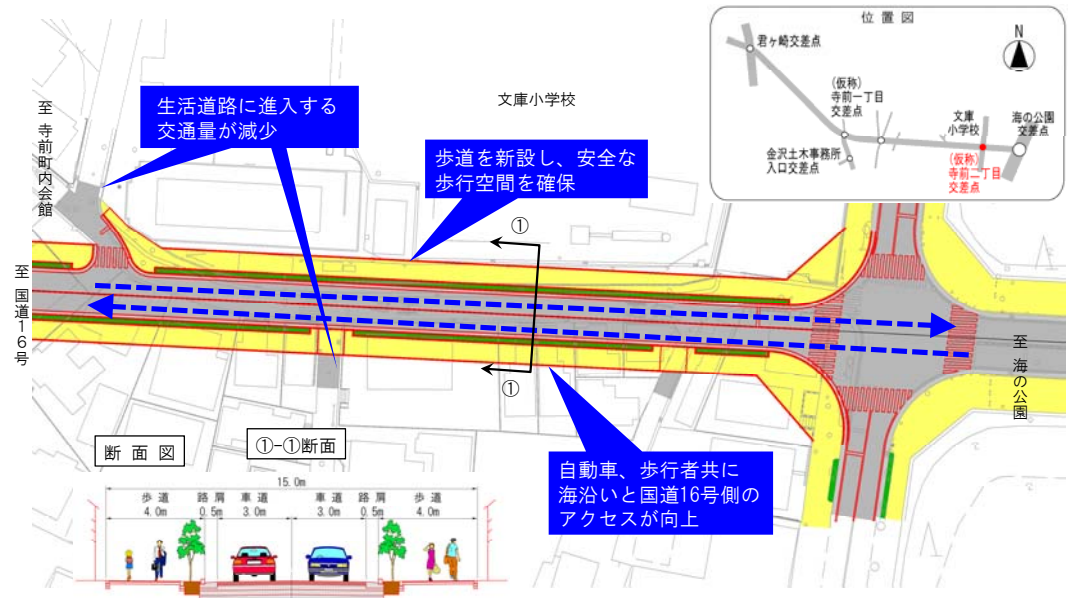 位置図
N
君ヶ崎交差点
(仮称)
寺前一丁目
交差点
金沢土木事務所
入口交差点
文庫
小学校
海の公園
交差点
(仮称)
寺前二丁目
交差点
至 寺前町内会館
生活道路に進入する
交通量が減少
文庫小学校
歩道を新設し、安全な
歩行空間を確保
①
至 国道16号
①
至 海の公園
断面図
①-①断面
自動車、歩行者共に
海沿いと国道16号側の
アクセスが向上
15.0m
歩道 路肩 車道 車道 路肩 歩道
4.0m 0.5m 3.0m 3.0m 0.5m 4.0m